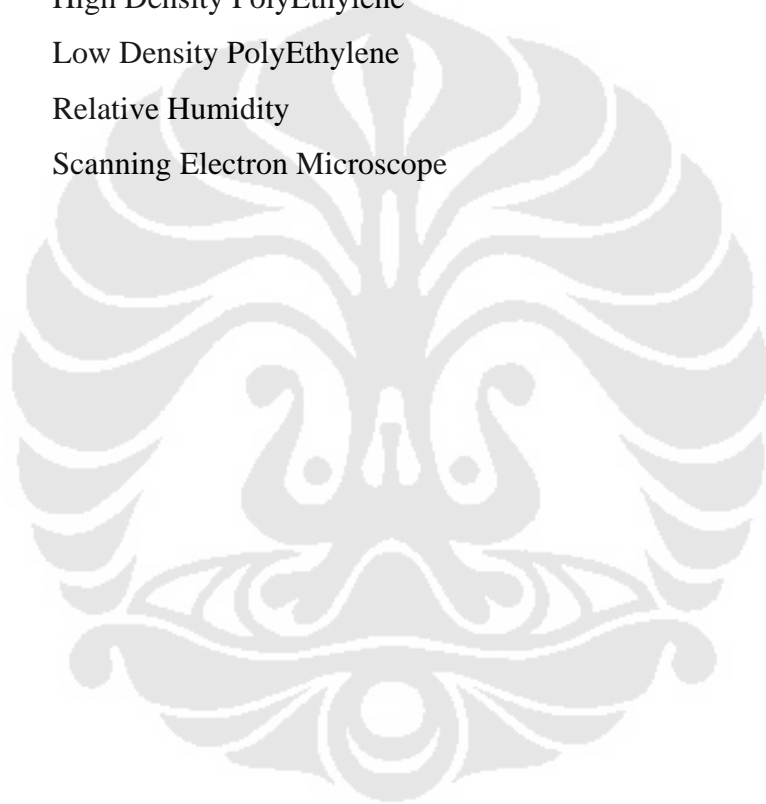 High Density PolyEthylene
Low Density PolyEthylene
Relative Humidity
Scanning Electron Microscope